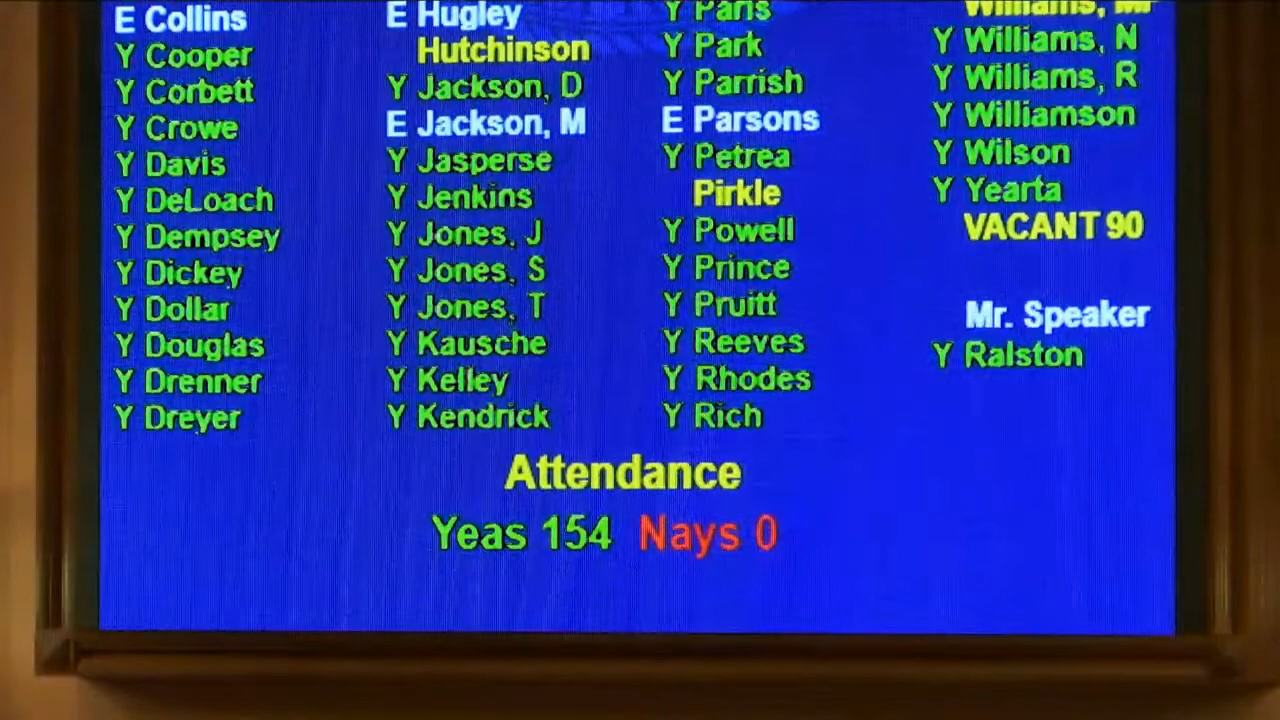 E Collins
Y Cooper
Y Corbett
Y Crowe
Y Davis
Y DeLoach
Y Dempsey
Y Dickey
Y Dollar
Y Douglas
Y Drenner
Y Dreyer
E Hugley
Hutchinson
Y Jackson, D
E Jackson, M
Y Jasperse
Y Jenkins
Y Jones, J
Y Jones, S
Y Jones, T
Y Kausche
Y Kelley
Y Kendrick
Y Paris
Y Park
Y Parrish
E Parsons
Y Petrea
Pirkle
Y Powell
Y Prince
Y Pruitt
Y Reeves
Y Rhodes
Y Rich
Williams,
Y Williams, N
Y Williams, R
Y Williamson
Y Wilson
Y Yearta
VACANT 90
Mr. Speaker
Y Ralston
Attendance
Yeas 154 Nays 0